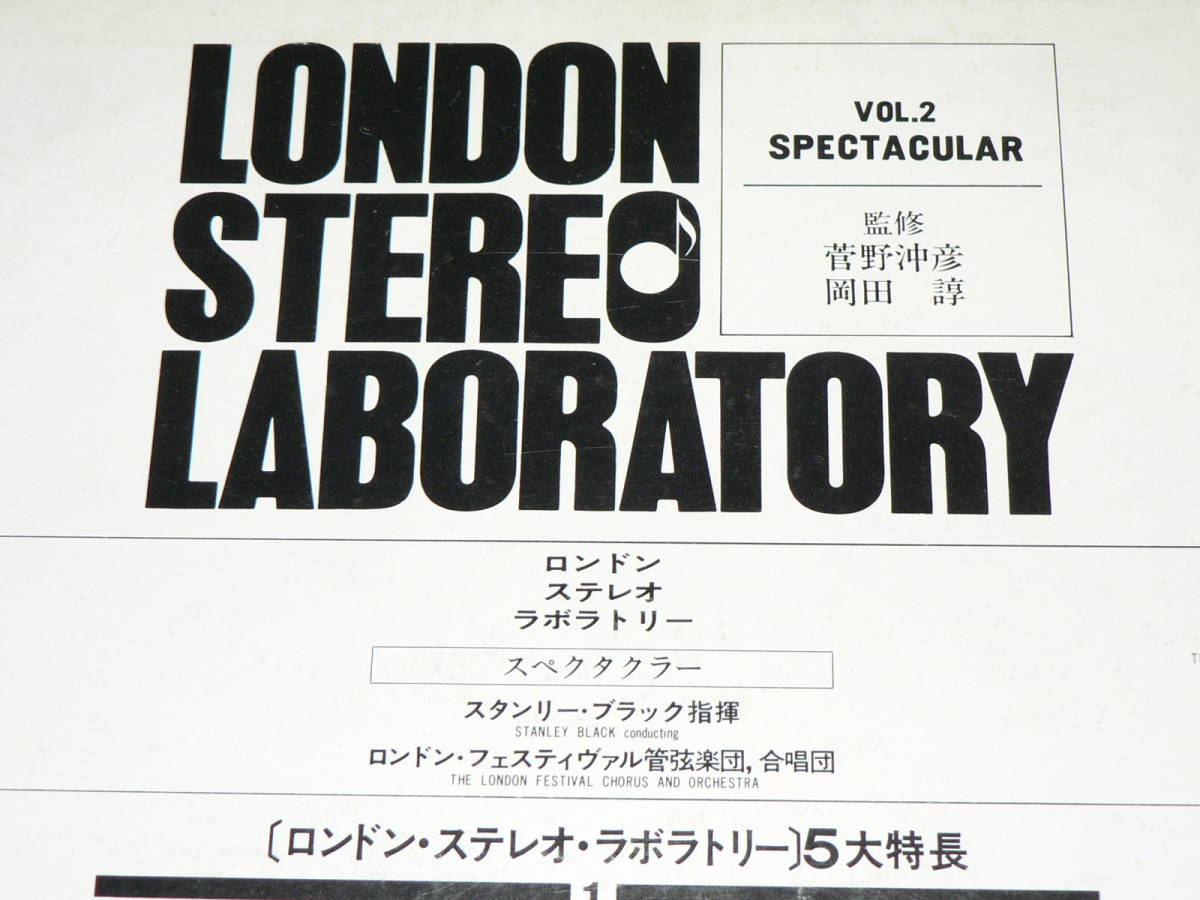 LONDON
STEREO
LABORATORY
VOL.2
SPECTACULAR
監修
菅野沖彦
岡田 諄
ロンドン
ステレオ
ラボラトリー
スペクタクラー
スタンリー・ブラック指揮
STANLEY BLACK conducting
ロンドン・フェスティヴァル管弦楽団,合唱団
THE LONDON FESTIVAL CHORUS AND ORCHESTRA
〔ロンドン・ステレオ・ラボラトリー〕5大特長
1